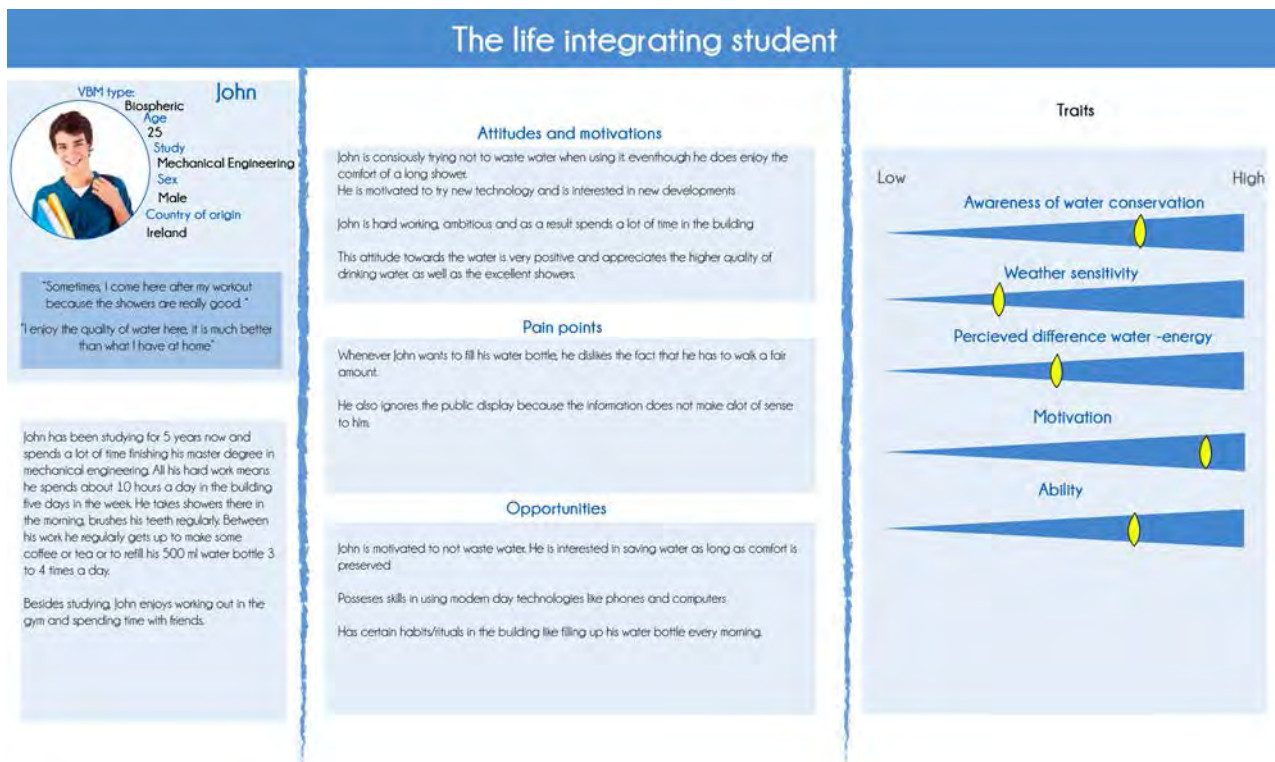 The life integrating student
John
VBM type:
Biospheric
Age
25
Study
Mechanical Engineering
Sex
Male
Country of origin
Ireland
"Sometimes, I come here after my workout
because the showers are really good. "
"I enjoy the quality of water here, it is much better
than what I have at home"
John has been studying for 5 years now and
spends a lot of time finishing his master degree in
mechanical engineering. All his hard work means
he spends about 10 hours a day in the building
five days in the week. He takes showers there in
the morning, brushes his teeth regularly. Between
his work he regularly gets up to make some
coffee or tea or to refill his 500 ml water bottle 3
to 4 times a day.
Besides studying, John enjoys working out in the
gym and spending time with friends.
Attitudes and motivations
John is consiously trying not to waste water when using it eventhough he does enjoy the
comfort of a long shower.
He is motivated to try new technology and is interested in new developments
John is hard working, ambitious and as a result spends a lot of time in the building
This attitude towards the water is very positive and appreciates the higher quality of
drinking water as well as the excellent showers.
Pain points
Whenever John wants to fill his water bottle, he dislikes the fact that he has to walk a fair
amount.
He also ignores the public display because the information does not make alot of sense
to him.
Opportunities
John is motivated to not waste water. He is interested in saving water as long as comfort is
preserved
Posseses skills in using modern day technologies like phones and computers
Has certain habits/rituals in the building like filling up his water bottle every morning.
Traits
Low
High
Awareness of water conservation
Weather sensitivity
Percieved difference water -energy
Motivation
Ability